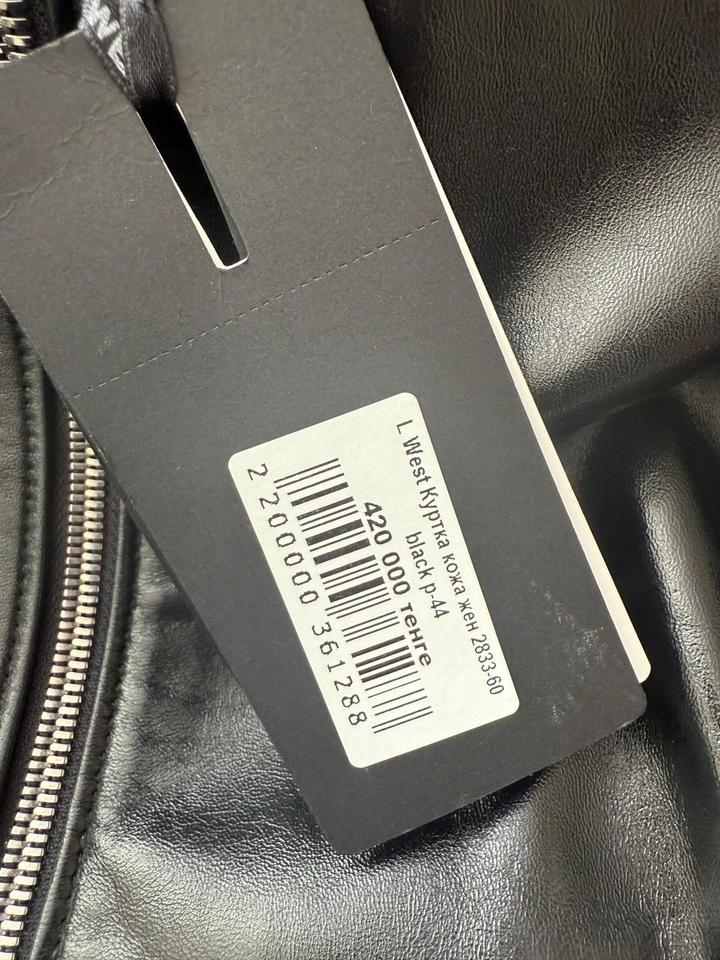 L West Куртка кожа жен 2833-60
black р-44
420 000 тенге
2 200000 361288